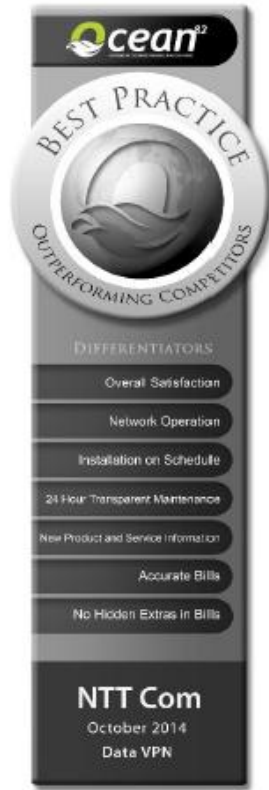 Ocean⁸²
BEST PRACTICE
OUTPERFORMING COMPETITORS
DIFFERENTIATORS
Overall Satisfaction
Network Operation
Installation on Schedule
24 Hour Transparent Maintenance
New Product and Service Information
Accurate Bills
No Hidden Extras in Bills
NTT Com
October 2014
Data VPN